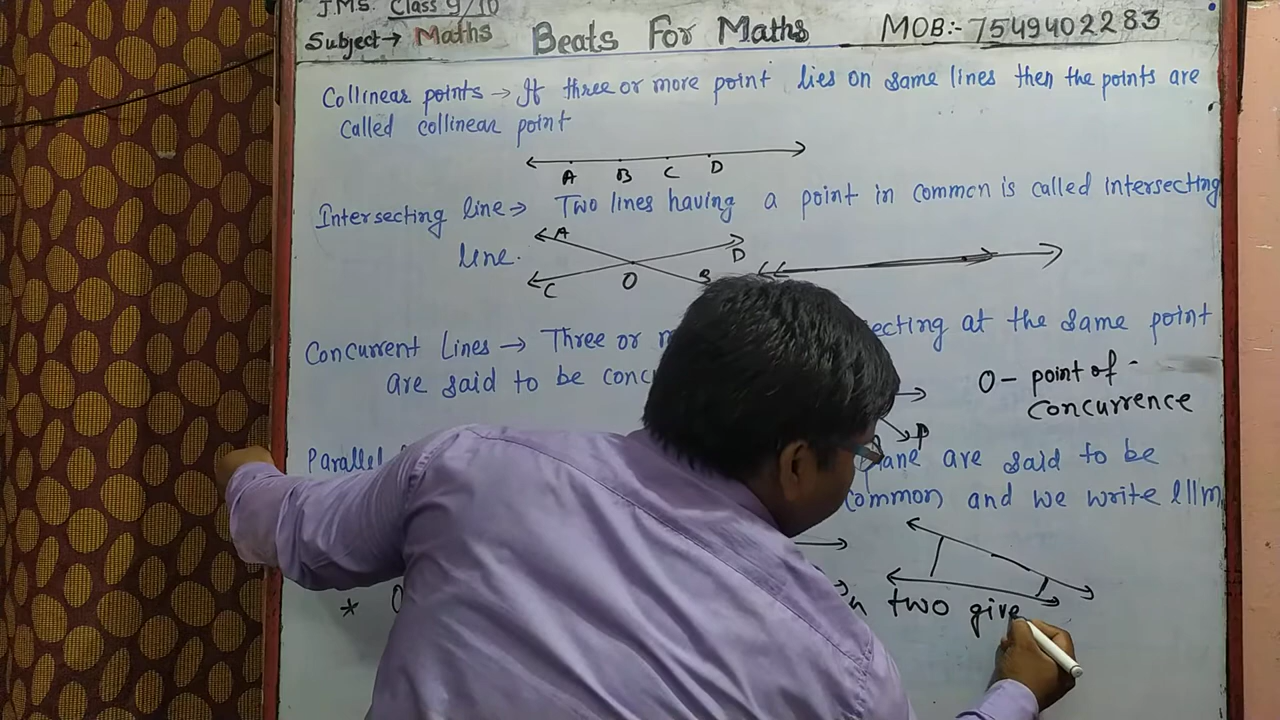 J.M.S. Class 9/10
Subject→ Maths Beats For Maths MOB:- 7549402283
Collinear points → If three or more point lies on same lines then the points are
called collinear point
A B C D
Intersecting line→ Two lines having a point in common is called intersecting
line.
A D
C O B
Concurrent Lines → Three or ecting at the same point
are said to be conc
O - point of -
concurrence
P
Parallel lane are said to be
common and we write l||m
* two give